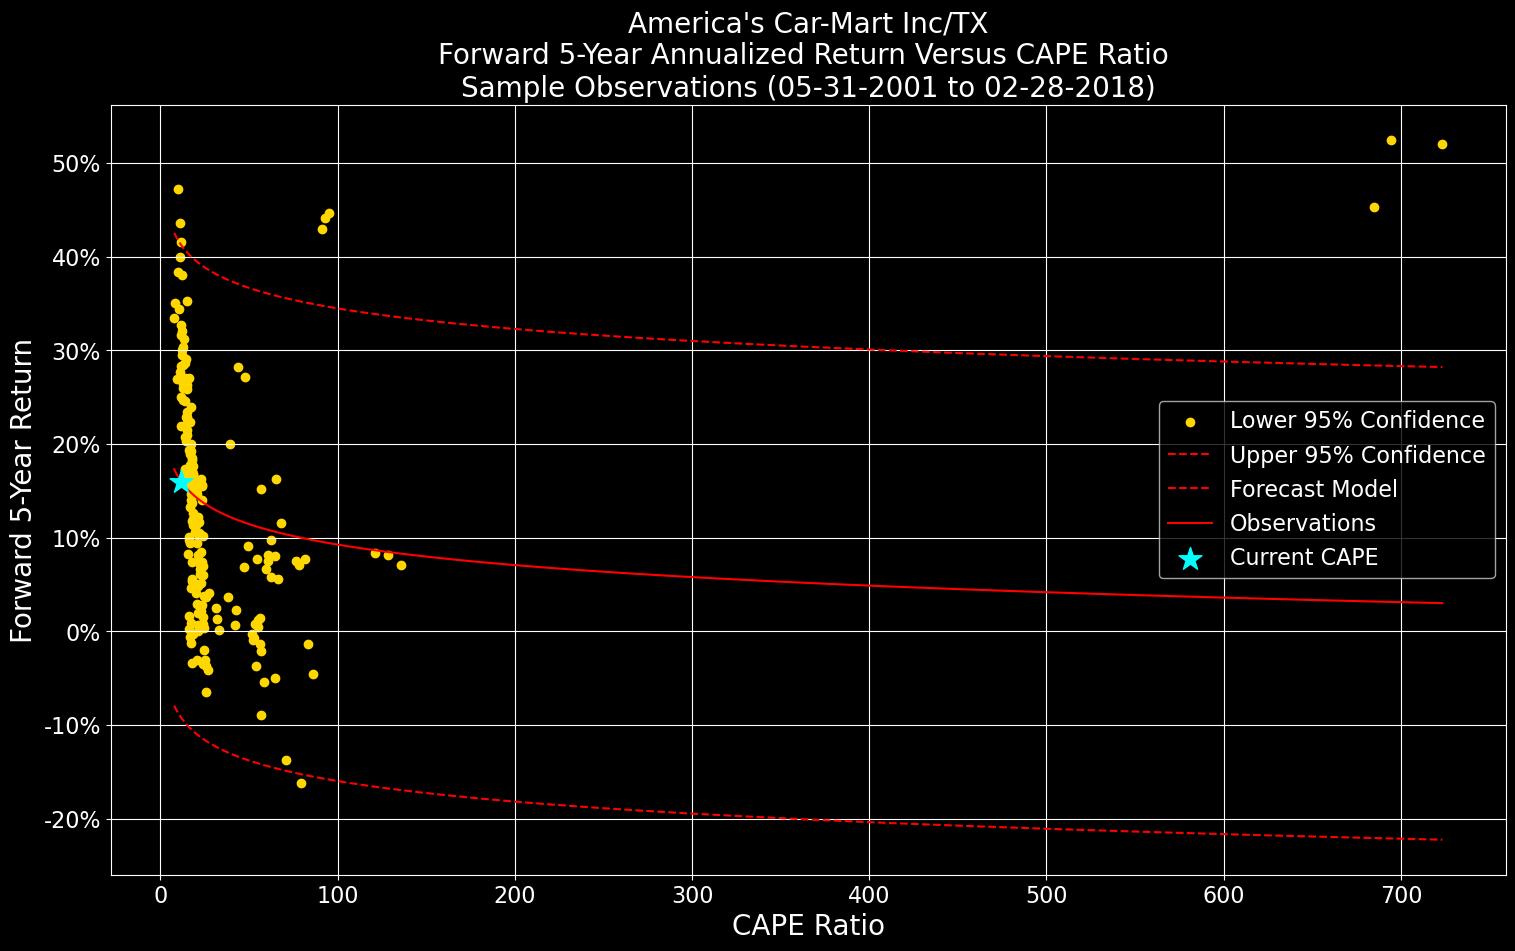 America's Car-Mart Inc/TX
Forward 5-Year Annualized Return Versus CAPE Ratio
Sample Observations (05-31-2001 to 02-28-2018)
50%
40%
30%
20%
10%
0%
-10%
-20%
Forward 5-Year Return
Lower 95% Confidence
Upper 95% Confidence
Forecast Model
Observations
Current CAPE
0 100 200 300 400 500 600 700
CAPE Ratio